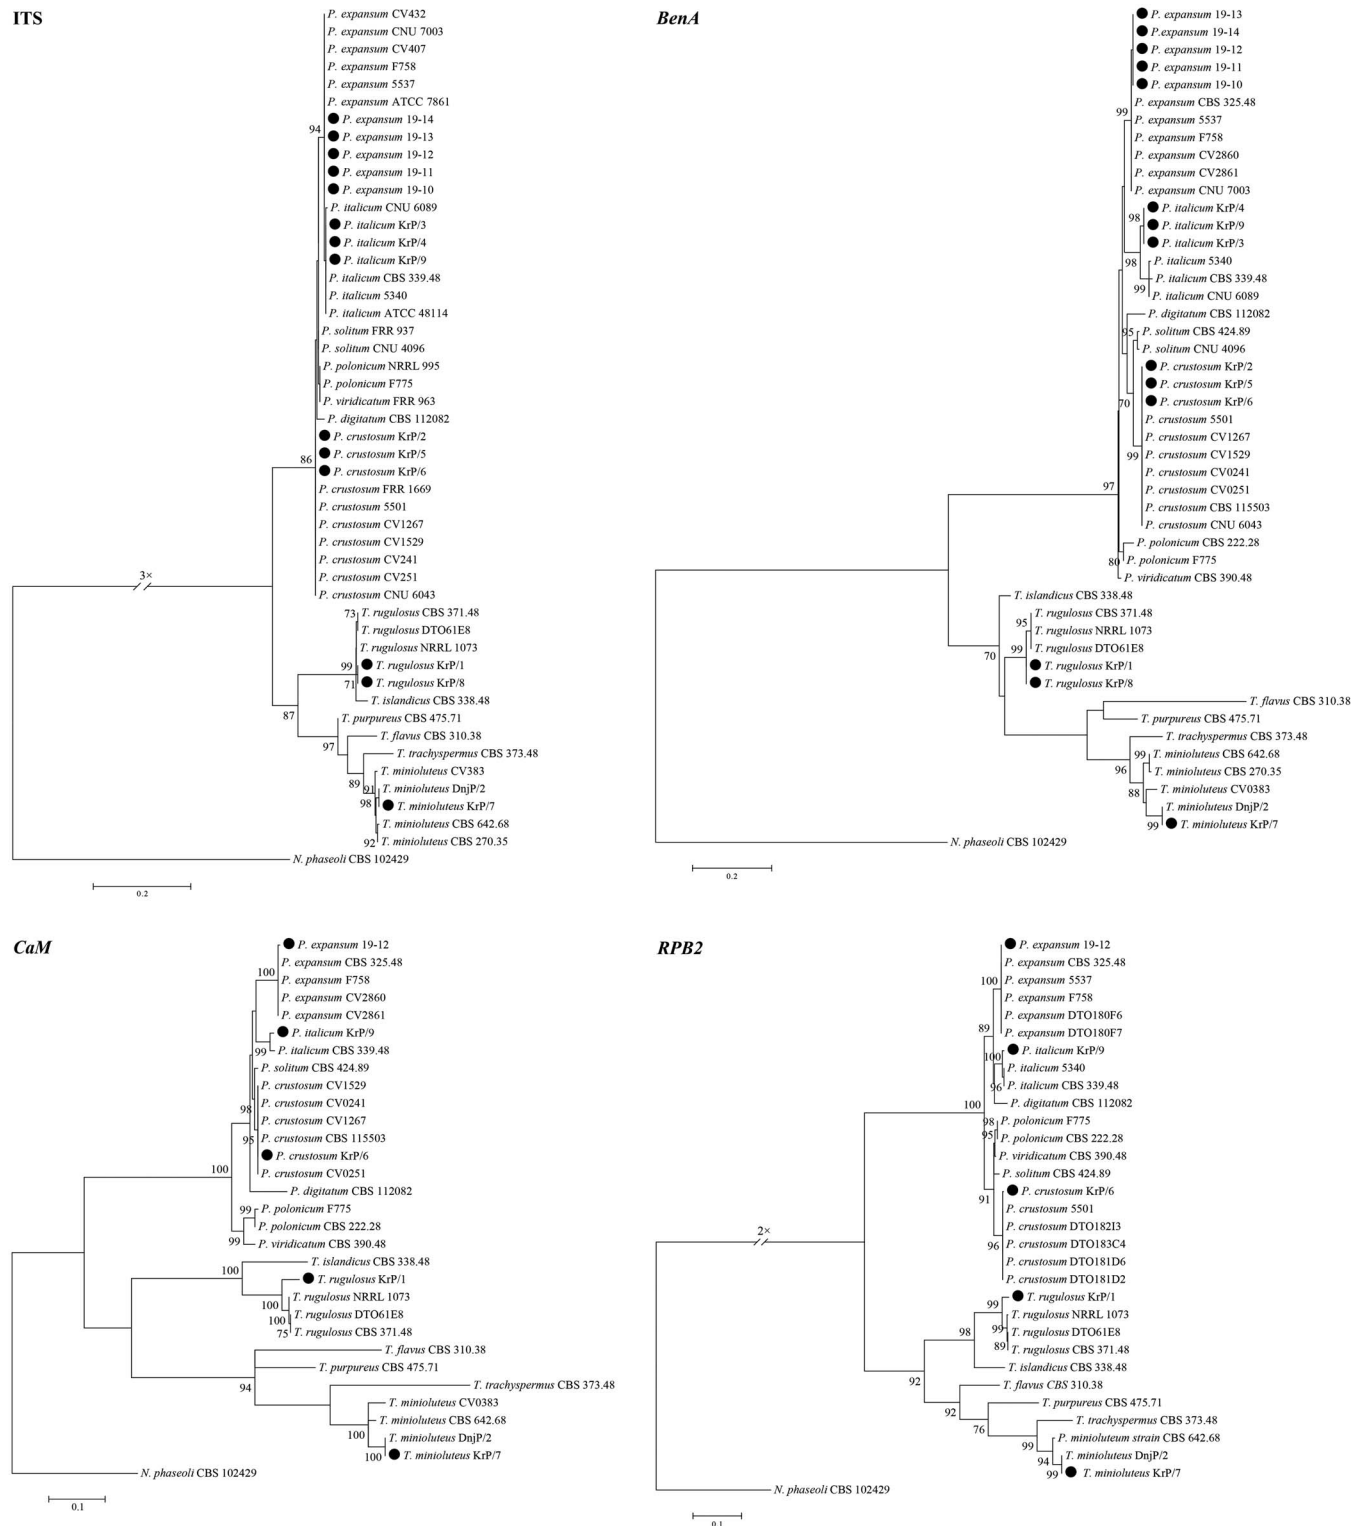 ITS
P. expansum CV432
P. expansum CNU 7003
P. expansum CV407
P. expansum F758
P. expansum 5537
P. expansum ATCC 7861
94
P. expansum 19-14
P. expansum 19-13
P. expansum 19-12
P. expansum 19-11
P. expansum 19-10
P. italicum CNU 6089
P. italicum KrP/3
P. italicum KrP/4
P. italicum KrP/9
P. italicum CBS 339.48
P. italicum 5340
P. italicum ATCC 48114
P. solitum FRR 937
P. solitum CNU 4096
P. polonicum NRRL 995
P. polonicum F775
P. viridicatum FRR 963
P. digitatum CBS 112082
P. crustosum KrP/2
P. crustosum KrP/5
86
P. crustosum KrP/6
P. crustosum FRR 1669
P. crustosum 5501
P. crustosum CV1267
P. crustosum CV1529
P. crustosum CV241
P. crustosum CV251
3×
P. crustosum CNU 6043
73
T. rugulosus CBS 371.48
T. rugulosus DTO61E8
T. rugulosus NRRL 1073
99
T. rugulosus KrP/1
71
T. rugulosus KrP/8
T. islandicus CBS 338.48
87
T. purpureus CBS 475.71
97
T. flavus CBS 310.38
T. trachyspermus CBS 373.48
89
T. minioluteus CV383
91
T. minioluteus DnjP/2
98
T. minioluteus KrP/7
T. minioluteus CBS 642.68
92
T. minioluteus CBS 270.35
N. phaseoli CBS 102429
0.2
BenA
P. expansum 19-13
P.expansum 19-14
P. expansum 19-12
P. expansum 19-11
P. expansum 19-10
P. expansum CBS 325.48
99
P. expansum 5537
P. expansum F758
P. expansum CV2860
P. expansum CV2861
P. expansum CNU 7003
P. italicum KrP/4
98
P. italicum KrP/9
P. italicum KrP/3
98
P. italicum 5340
P. italicum CBS 339.48
99
P. italicum CNU 6089
P. digitatum CBS 112082
95
P. solitum CBS 424.89
P. solitum CNU 4096
P. crustosum KrP/2
P. crustosum KrP/5
70
P. crustosum KrP/6
P. crustosum 5501
P. crustosum CV1267
99
P. crustosum CV1529
P. crustosum CV0241
97
P. crustosum CV0251
P. crustosum CBS 115503
P. crustosum CNU 6043
P. polonicum CBS 222.28
80
P. polonicum F775
P. viridicatum CBS 390.48
T. islandicus CBS 338.48
95
T. rugulosus CBS 371.48
T. rugulosus NRRL 1073
99
T. rugulosus DTO61E8
70
T. rugulosus KrP/1
T. rugulosus KrP/8
T. flavus CBS 310.38
T. purpureus CBS 475.71
T. trachyspermus CBS 373.48
99
T. minioluteus CBS 642.68
96
T. minioluteus CBS 270.35
88
T. minioluteus CV0383
T. minioluteus DnjP/2
99
T. minioluteus KrP/7
N. phaseoli CBS 102429
0.2
CaM
P. expansum 19-12
P. expansum CBS 325.48
100
P. expansum F758
P. expansum CV2860
P. expansum CV2861
P. italicum KrP/9
99
P. italicum CBS 339.48
P. solitum CBS 424.89
P. crustosum CV1529
P. crustosum CV0241
98
P. crustosum CV1267
95
P. crustosum CBS 115503
P. crustosum KrP/6
100
P. crustosum CV0251
P. digitatum CBS 112082
99
P. polonicum F775
P. polonicum CBS 222.28
99
P. viridicatum CBS 390.48
T. islandicus CBS 338.48
100
T. rugulosus KrP/1
T. rugulosus NRRL 1073
100
100
T. rugulosus DTO61E8
75
T. rugulosus CBS 371.48
T. flavus CBS 310.38
T. purpureus CBS 475.71
94
T. trachyspermus CBS 373.48
T. minioluteus CV0383
T. minioluteus CBS 642.68
100
T. minioluteus DnjP/2
100
T. minioluteus KrP/7
N. phaseoli CBS 102429
0.1
RPB2
P. expansum 19-12
P. expansum CBS 325.48
100
P. expansum 5537
P. expansum F758
P. expansum DTO180F6
89
P. expansum DTO180F7
P. italicum KrP/9
100
P. italicum 5340
96
P. italicum CBS 339.48
100
P. digitatum CBS 112082
98
P. polonicum F775
95
P. polonicum CBS 222.28
P. viridicatum CBS 390.48
P. solitum CBS 424.89
91
P. crustosum KrP/6
P. crustosum 5501
P. crustosum DTO182I3
2×
96
P. crustosum DTO183C4
P. crustosum DTO181D6
P. crustosum DTO181D2
T. rugulosus KrP/1
99
T. rugulosus NRRL 1073
98
99
T. rugulosus DTO61E8
89
T. rugulosus CBS 371.48
T. islandicus CBS 338.48
92
T. flavus CBS 310.38
92
T. purpureus CBS 475.71
76
T. trachyspermus CBS 373.48
99
P. minioluteum strain CBS 642.68
94
T. minioluteus DnjP/2
99
T. minioluteus KrP/7
N. phaseoli CBS 102429
0.1